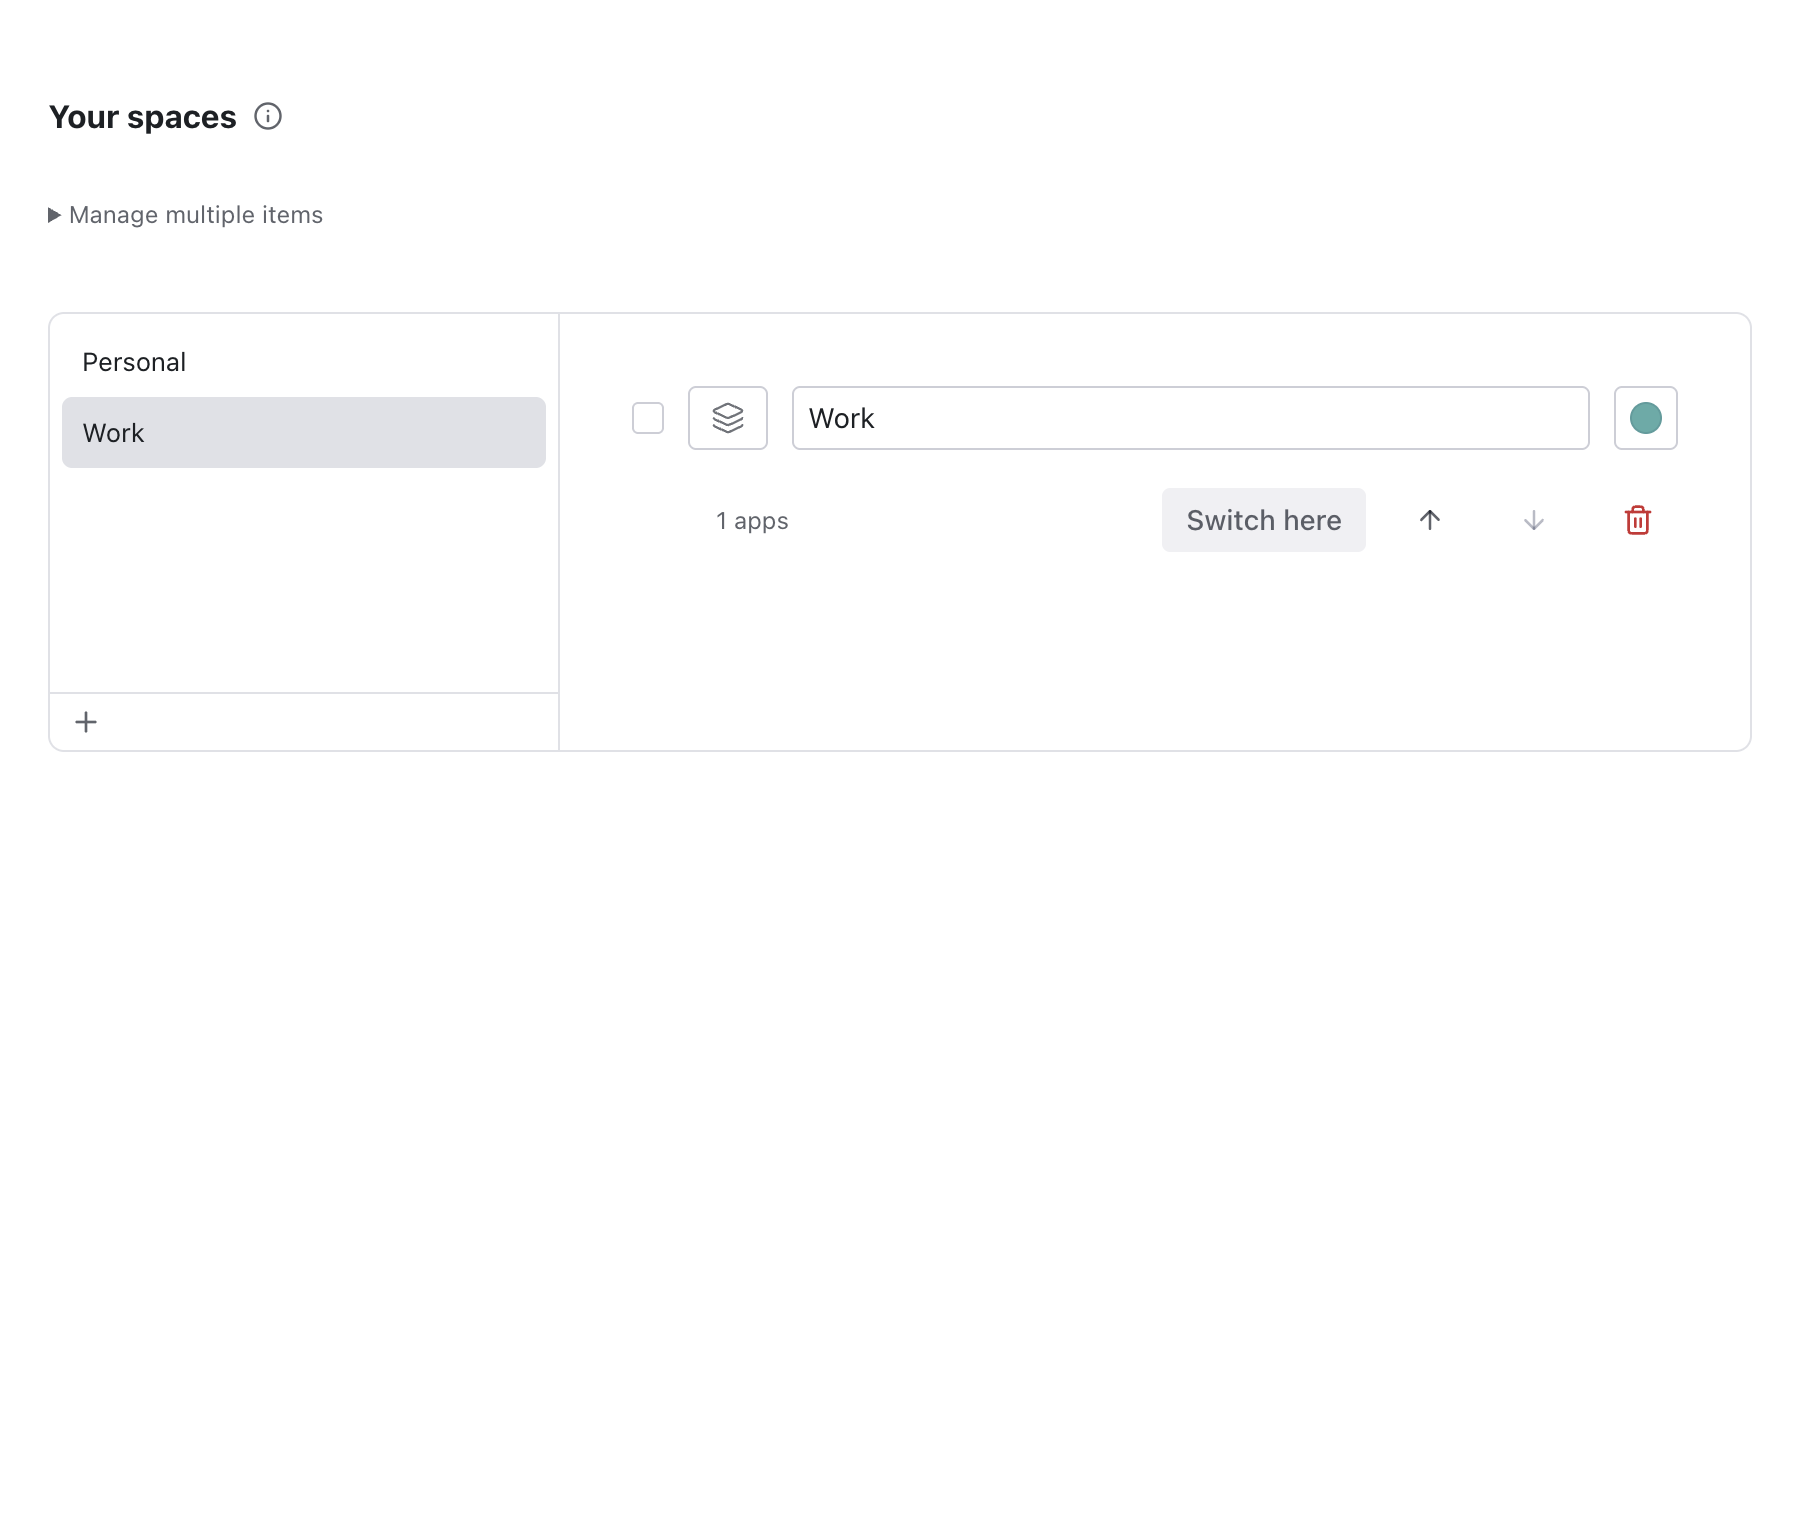 Your spaces
Manage multiple items
Personal
Work
Work
1 apps
Switch here